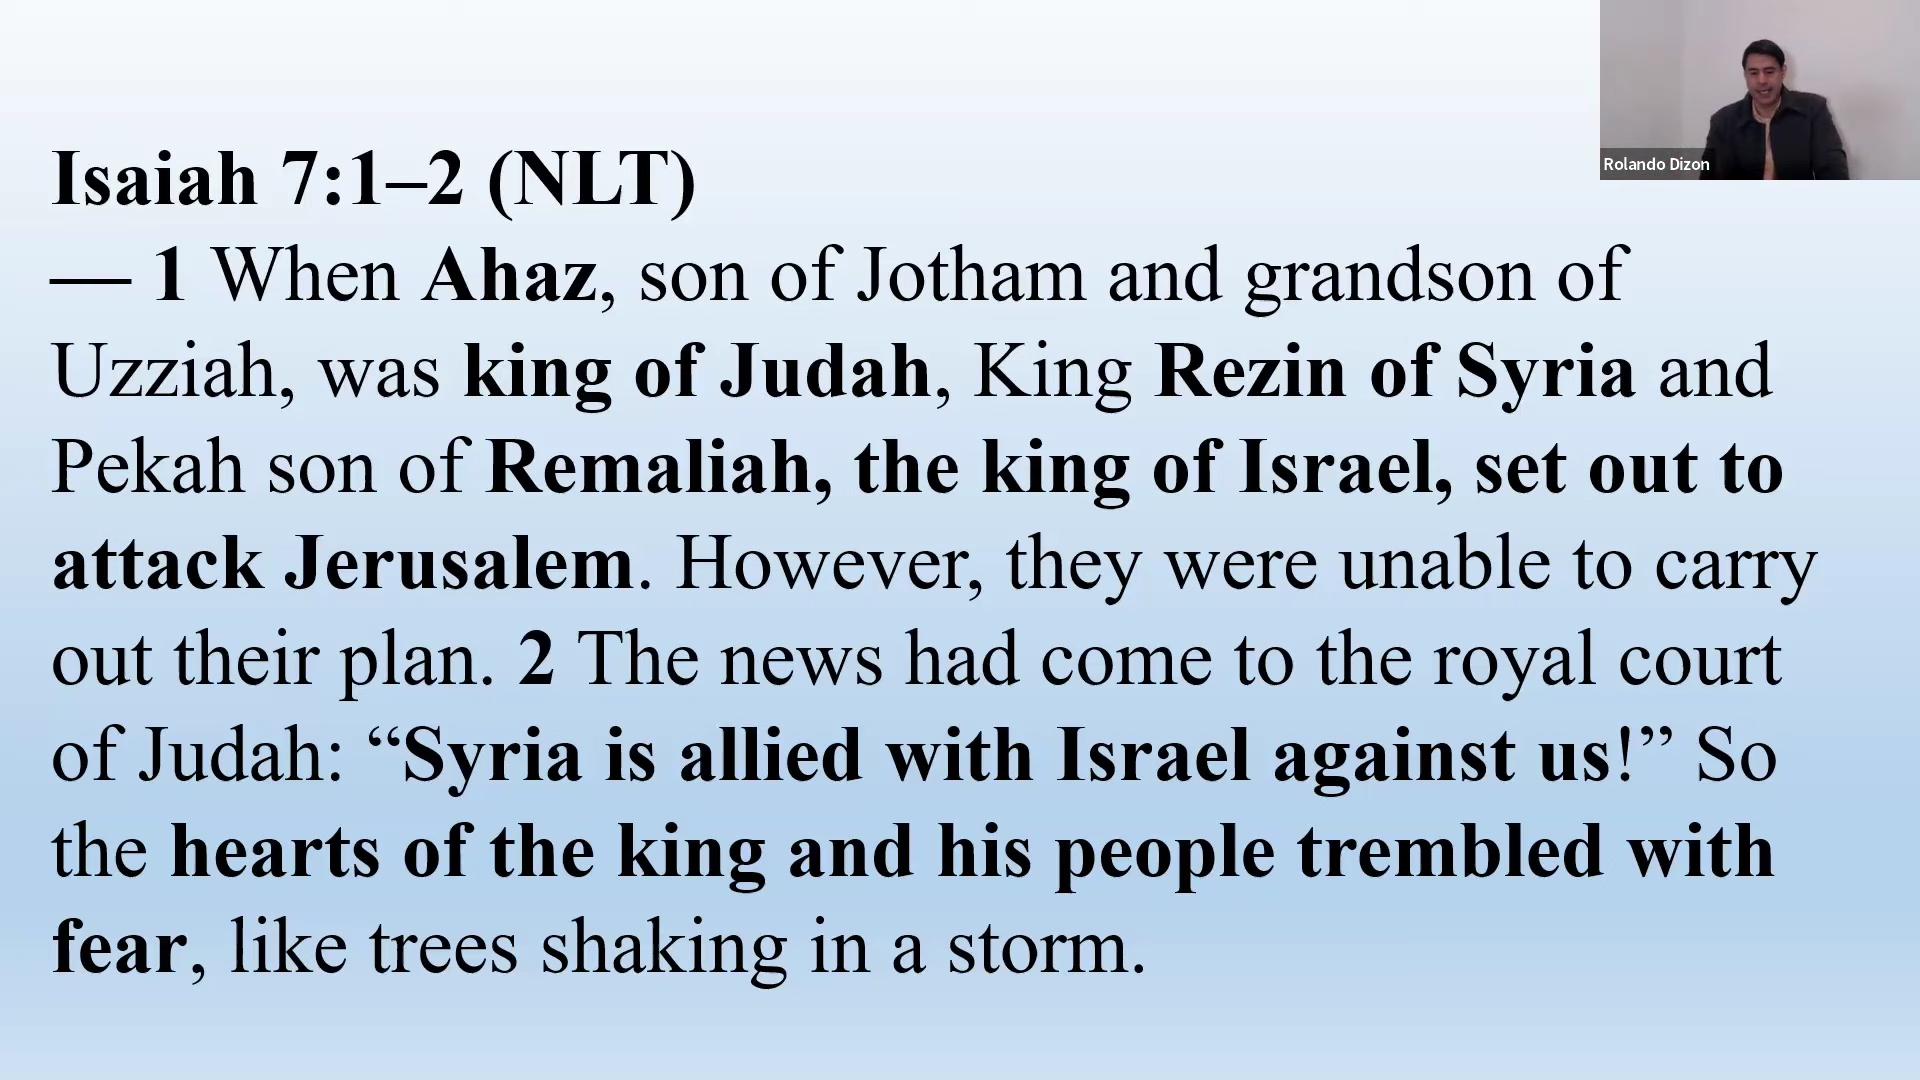 Rolando Dizon
Isaiah 7:1–2 (NLT)
— 1 When Ahaz, son of Jotham and grandson of
Uzziah, was king of Judah, King Rezin of Syria and
Pekah son of Remaliah, the king of Israel, set out to
attack Jerusalem. However, they were unable to carry
out their plan. 2 The news had come to the royal court
of Judah: “Syria is allied with Israel against us!” So
the hearts of the king and his people trembled with
fear, like trees shaking in a storm.